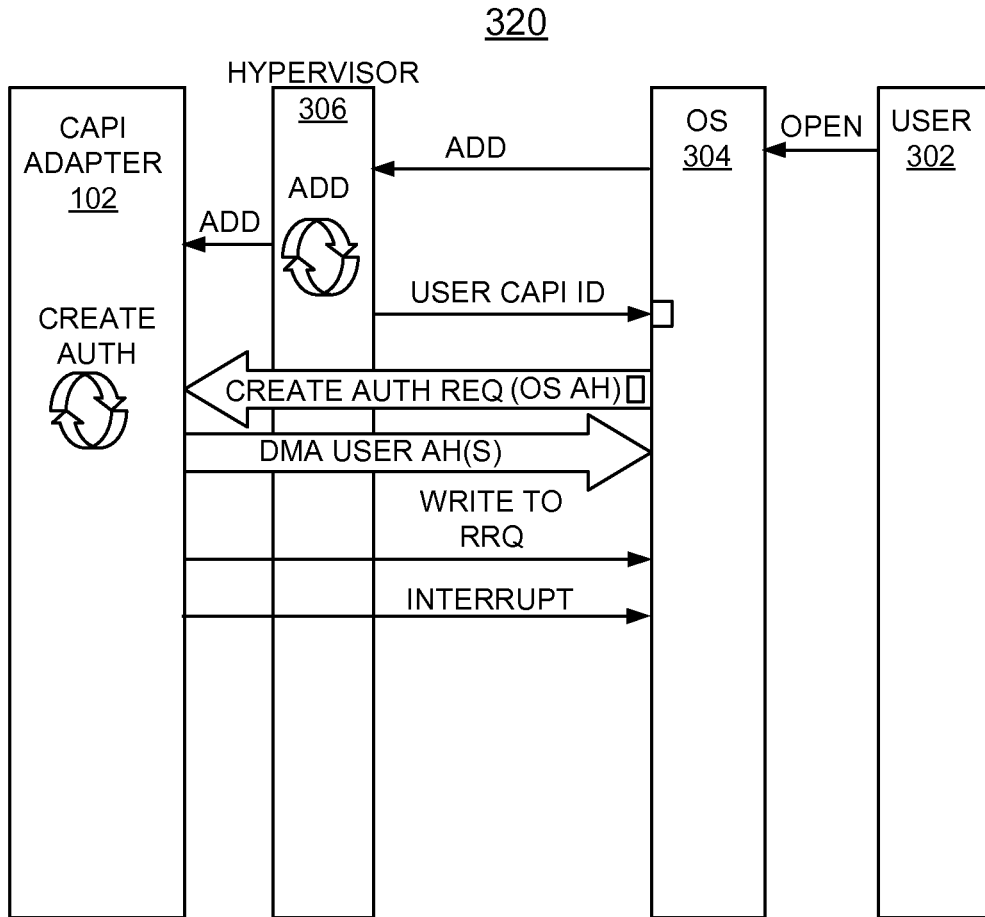 320
HYPERVISOR
306
CAPI
ADAPTER
102
OS
304
USER
302
OPEN
ADD
ADD
ADD
USER CAPI ID
CREATE
AUTH
CREATE AUTH REQ (OS AH)
DMA USER AH(S)
WRITE TO
RRQ
INTERRUPT